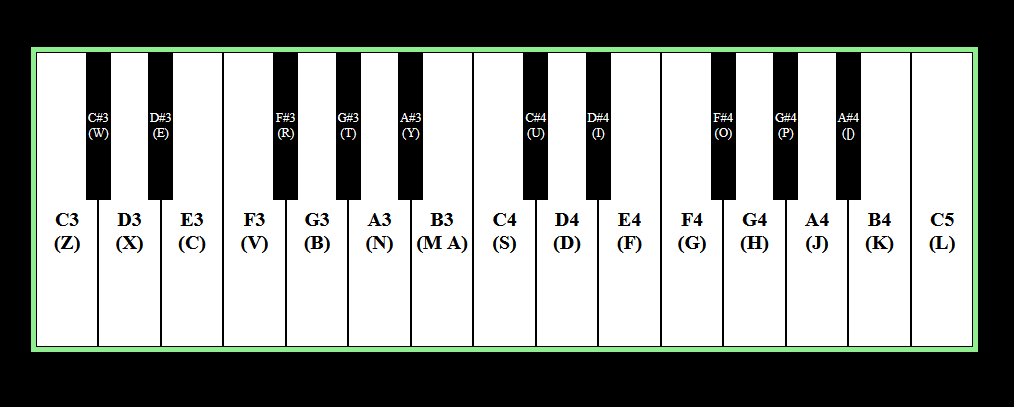 C#3
(W)
D#3
(E)
F#3
(R)
G#3
(T)
A#3
(Y)
C#4
(U)
D#4
(I)
F#4
(O)
G#4
(P)
A#4
([)
C3
(Z)
D3
(X)
E3
(C)
F3
(V)
G3
(B)
A3
(N)
B3
(M A)
C4
(S)
D4
(D)
E4
(F)
F4
(G)
G4
(H)
A4
(J)
B4
(K)
C5
(L)